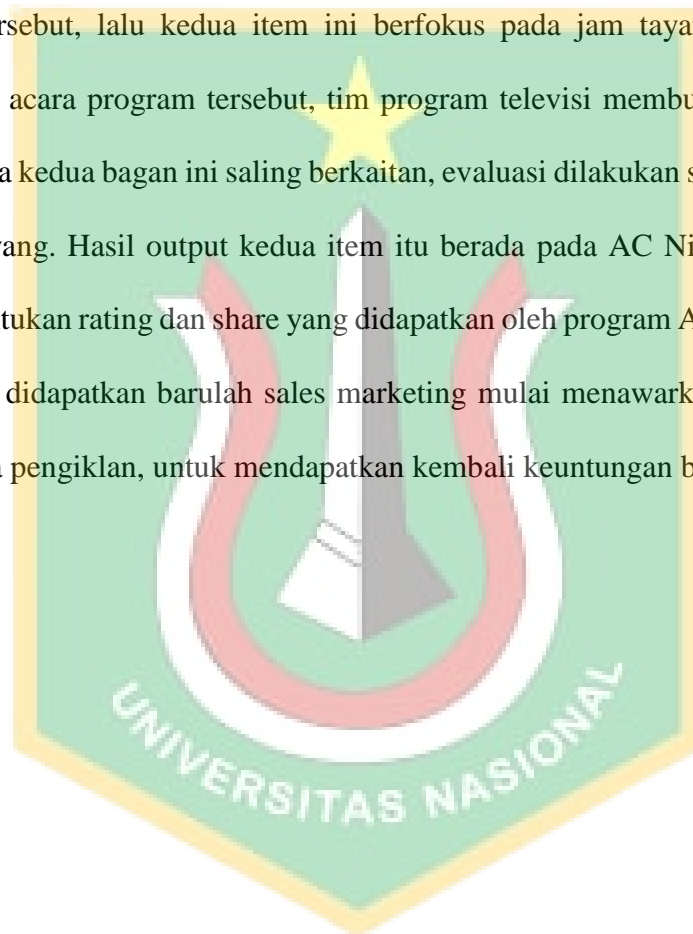 ersebut, lalu kedua item ini berfokus pada jam taya
acara program tersebut, tim program televisi membu
a kedua bagan ini saling berkaitan, evaluasi dilakukan s
yang. Hasil output kedua item itu berada pada AC Ni
tukan rating dan share yang didapatkan oleh program A
didapatkan barulah sales marketing mulai menawark
a pengiklan, untuk mendapatkan kembali keuntungan b
UNIVERSITAS NASIONAL